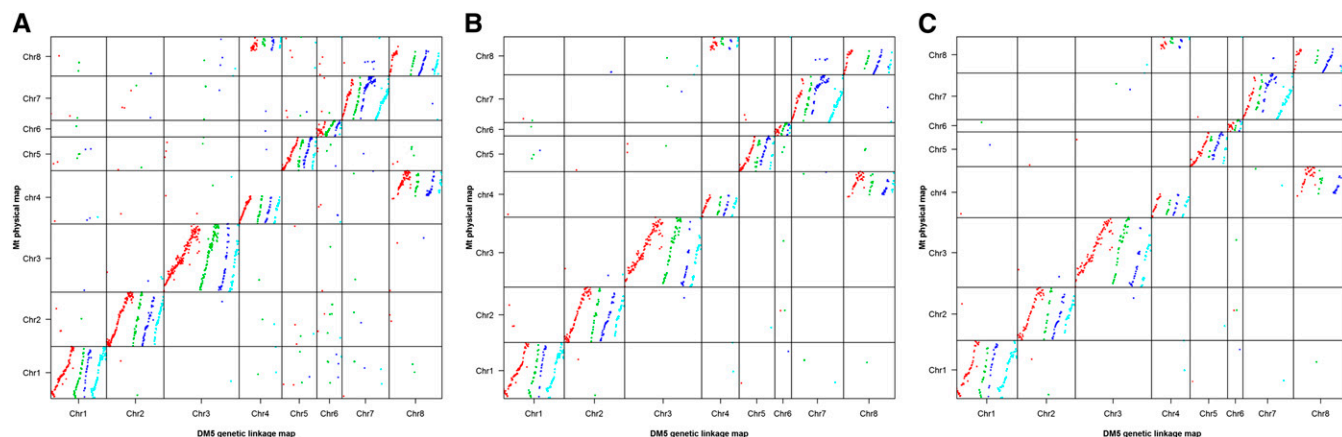 A
Chr8
Chr7
Chr6
Chr5
chr4
Chr3
Chr2
Chr1
Mt physical map
Chr1 Chr2 Chr3 Chr4 Chr5 Chr6 Chr7 Chr8
DM5 genetic linkage map
B
Chr8
Chr7
Chr6
Chr5
chr4
Chr3
Chr2
Chr1
Mt physical map
Chr1 Chr2 Chr3 Chr4 Chr5 Chr6 Chr7 Chr8
DM5 genetic linkage map
C
Chr8
Chr7
Chr6
Chr5
chr4
Chr3
Chr2
Chr1
Mt physical map
Chr1 Chr2 Chr3 Chr4 Chr5 Chr6 Chr7 Chr8
DM5 genetic linkage map